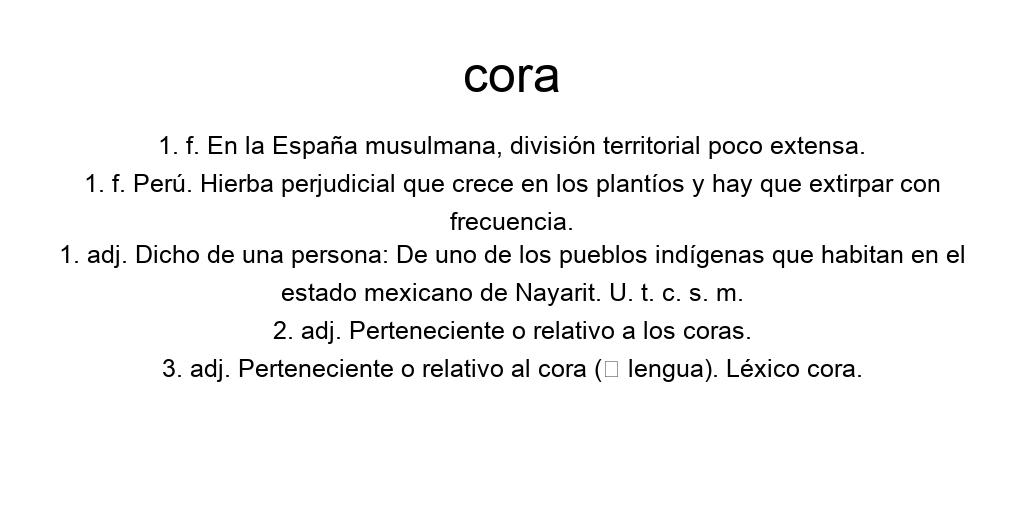 cora
1. f. En la España musulmana, división territorial poco extensa.
1. f. Perú. Hierba perjudicial que crece en los plantíos y hay que extirpar con
frecuencia.
1. adj. Dicho de una persona: De uno de los pueblos indígenas que habitan en el
estado mexicano de Nayarit. U. t. c. s. m.
2. adj. Perteneciente o relativo a los coras.
3. adj. Perteneciente o relativo al cora (□ lengua). Léxico cora.